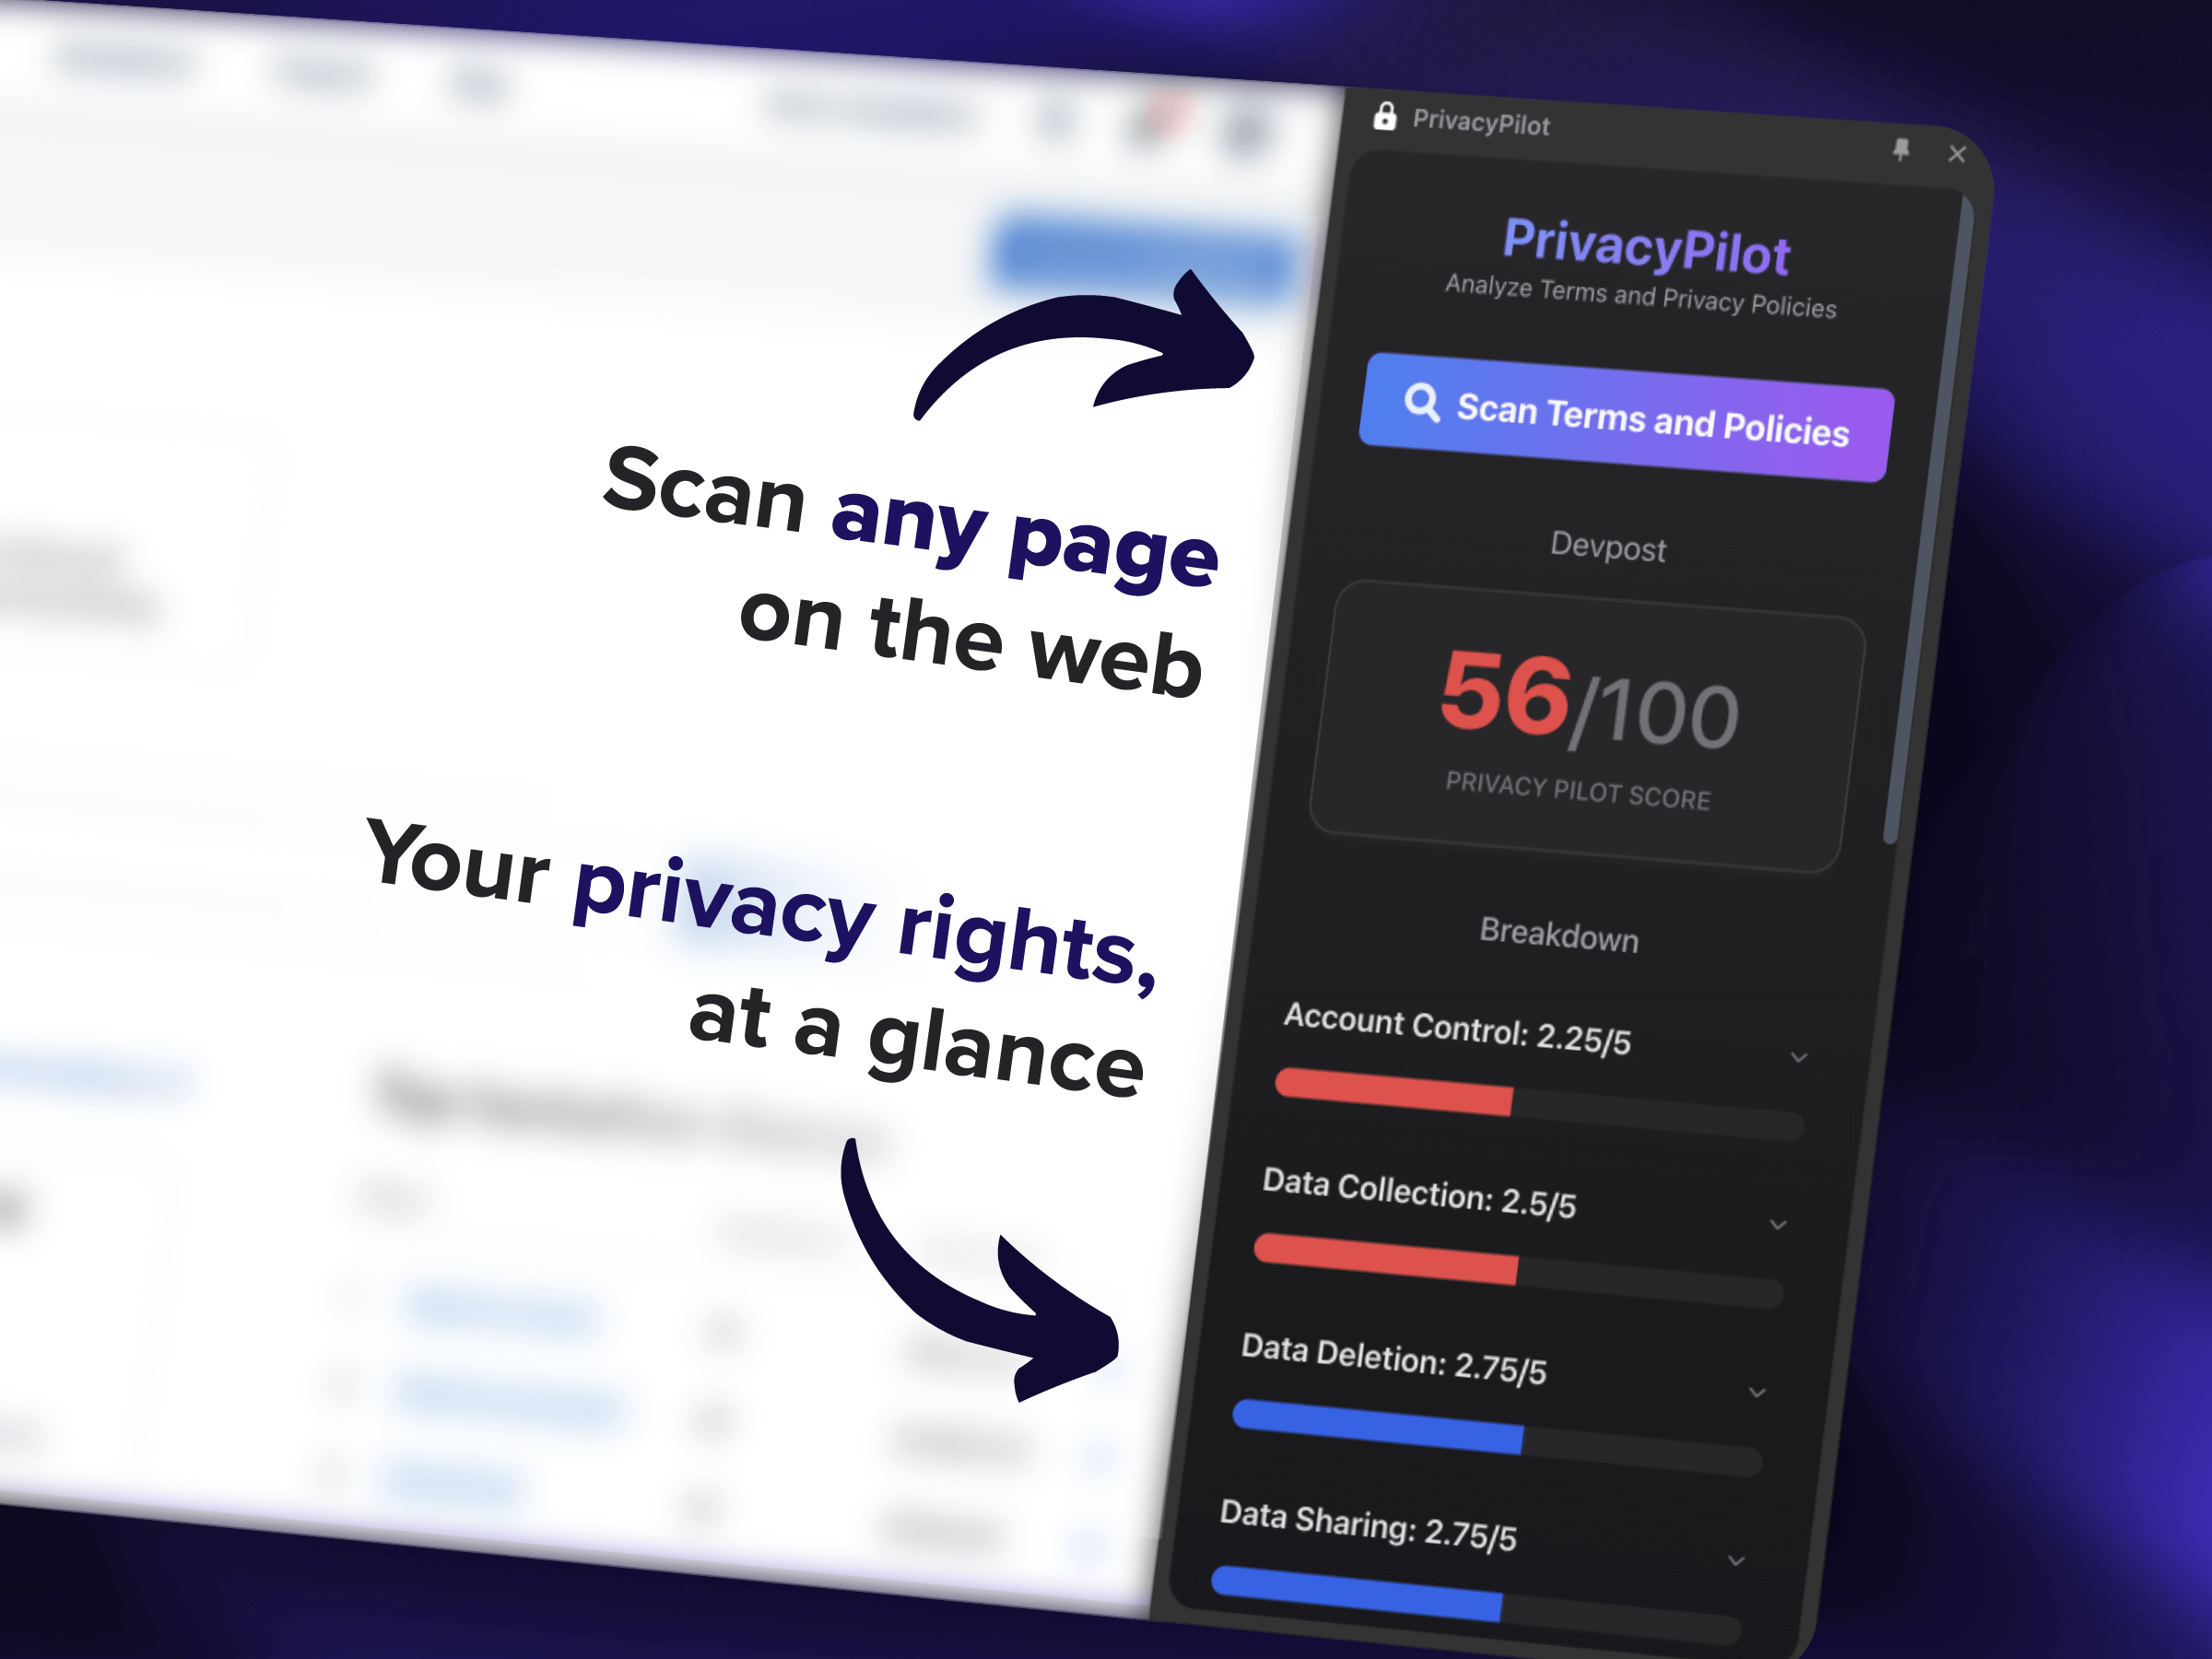 Scan any page
on the web
Your privacy rights,
at a glance
PrivacyPilot
PrivacyPilot
Analyze Terms and Privacy Policies
Scan Terms and Policies
Devpost
56/100
PRIVACY PILOT SCORE
Breakdown
Account Control: 2.25/5
Data Collection: 2.5/5
Data Deletion: 2.75/5
Data Sharing: 2.75/5